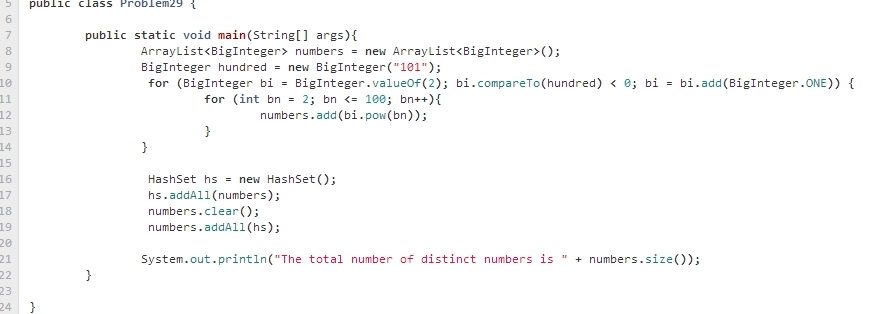 5 public class Problem29 {
6
7 public static void main(String[] args){
8 ArrayList<BigInteger> numbers = new ArrayList<BigInteger>();
9 BigInteger hundred = new BigInteger("101");
10 for (BigInteger bi = BigInteger.valueOf(2); bi.compareTo(hundred) < 0; bi = bi.add(BigInteger.ONE)) {
11 for (int bn = 2; bn <= 100; bn++){
12 numbers.add(bi.pow(bn));
13 }
14 }
15
16 HashSet hs = new HashSet();
17 hs.addAll(numbers);
18 numbers.clear();
19 numbers.addAll(hs);
20
21 System.out.println("The total number of distinct numbers is " + numbers.size());
22 }
23
24 }